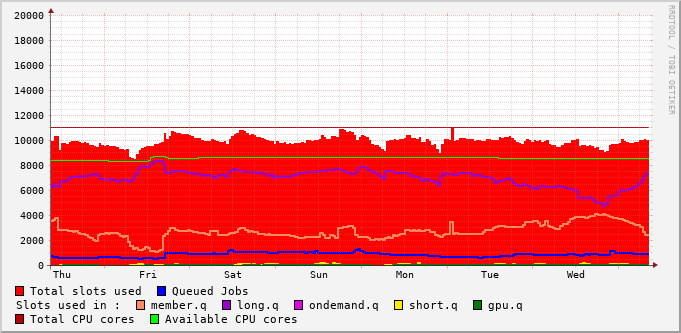 20000
18000
16000
14000
12000
10000
8000
6000
4000
2000
0
Thu Fri Sat Sun Mon Tue Wed
RRDTOOL / TOBI OETIKER
Total slots used Queued Jobs
Slots used in : member.q long.q ondemand.q short.q gpu.q
Total CPU cores Available CPU cores